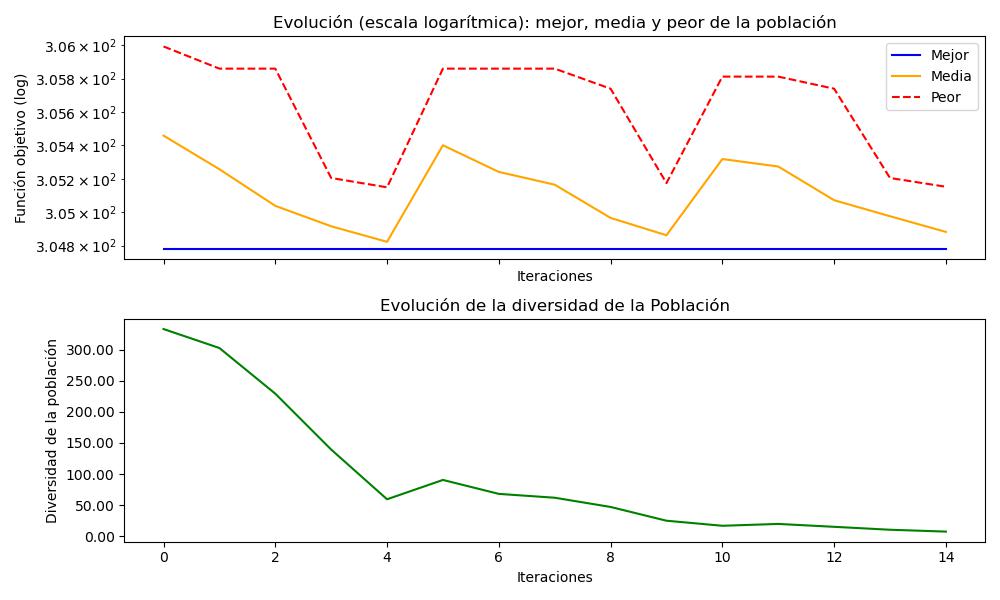 Evolución (escala logarítmica): mejor, media y peor de la población
Función objetivo (log)
3.06 × 10²
3.058 × 10²
3.056 × 10²
3.054 × 10²
3.052 × 10²
3.05 × 10²
3.048 × 10²
Mejor
Media
Peor
Iteraciones
Evolución de la diversidad de la Población
Diversidad de la población
300.00
250.00
200.00
150.00
100.00
50.00
0.00
0 2 4 6 8 10 12 14
Iteraciones